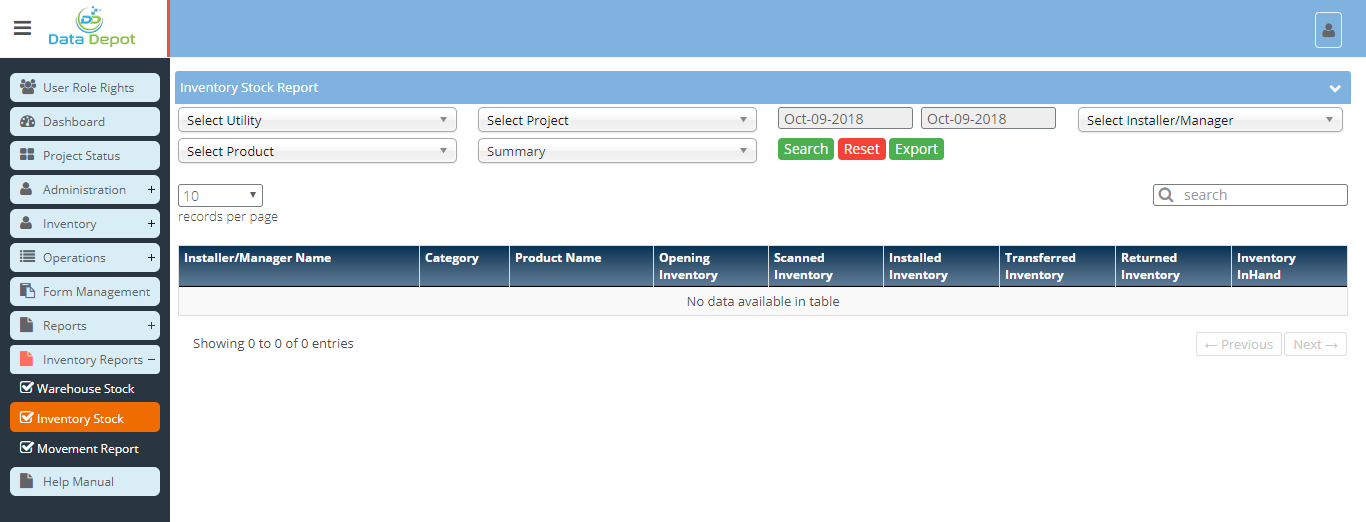 Data Depot
User Role Rights
Dashboard
Project Status
Administration +
Inventory +
Operations +
Form Management
Reports +
Inventory Reports −
Warehouse Stock
Inventory Stock
Movement Report
Help Manual
Inventory Stock Report
Select Utility Select Project Oct-09-2018 Oct-09-2018 Select Installer/Manager
Select Product Summary Search Reset Export
10 search
records per page
Installer/Manager Name Category Product Name Opening Scanned Installed Transferred Returned Inventory
Inventory Inventory Inventory Inventory Inventory InHand
No data available in table
Showing 0 to 0 of 0 entries ← Previous Next →